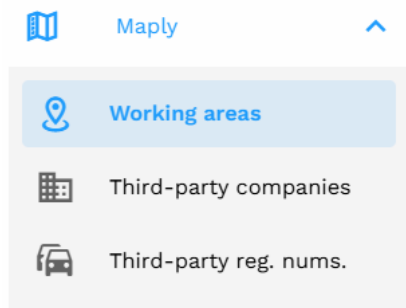 Maply
Working areas
Third-party companies
Third-party reg. nums.